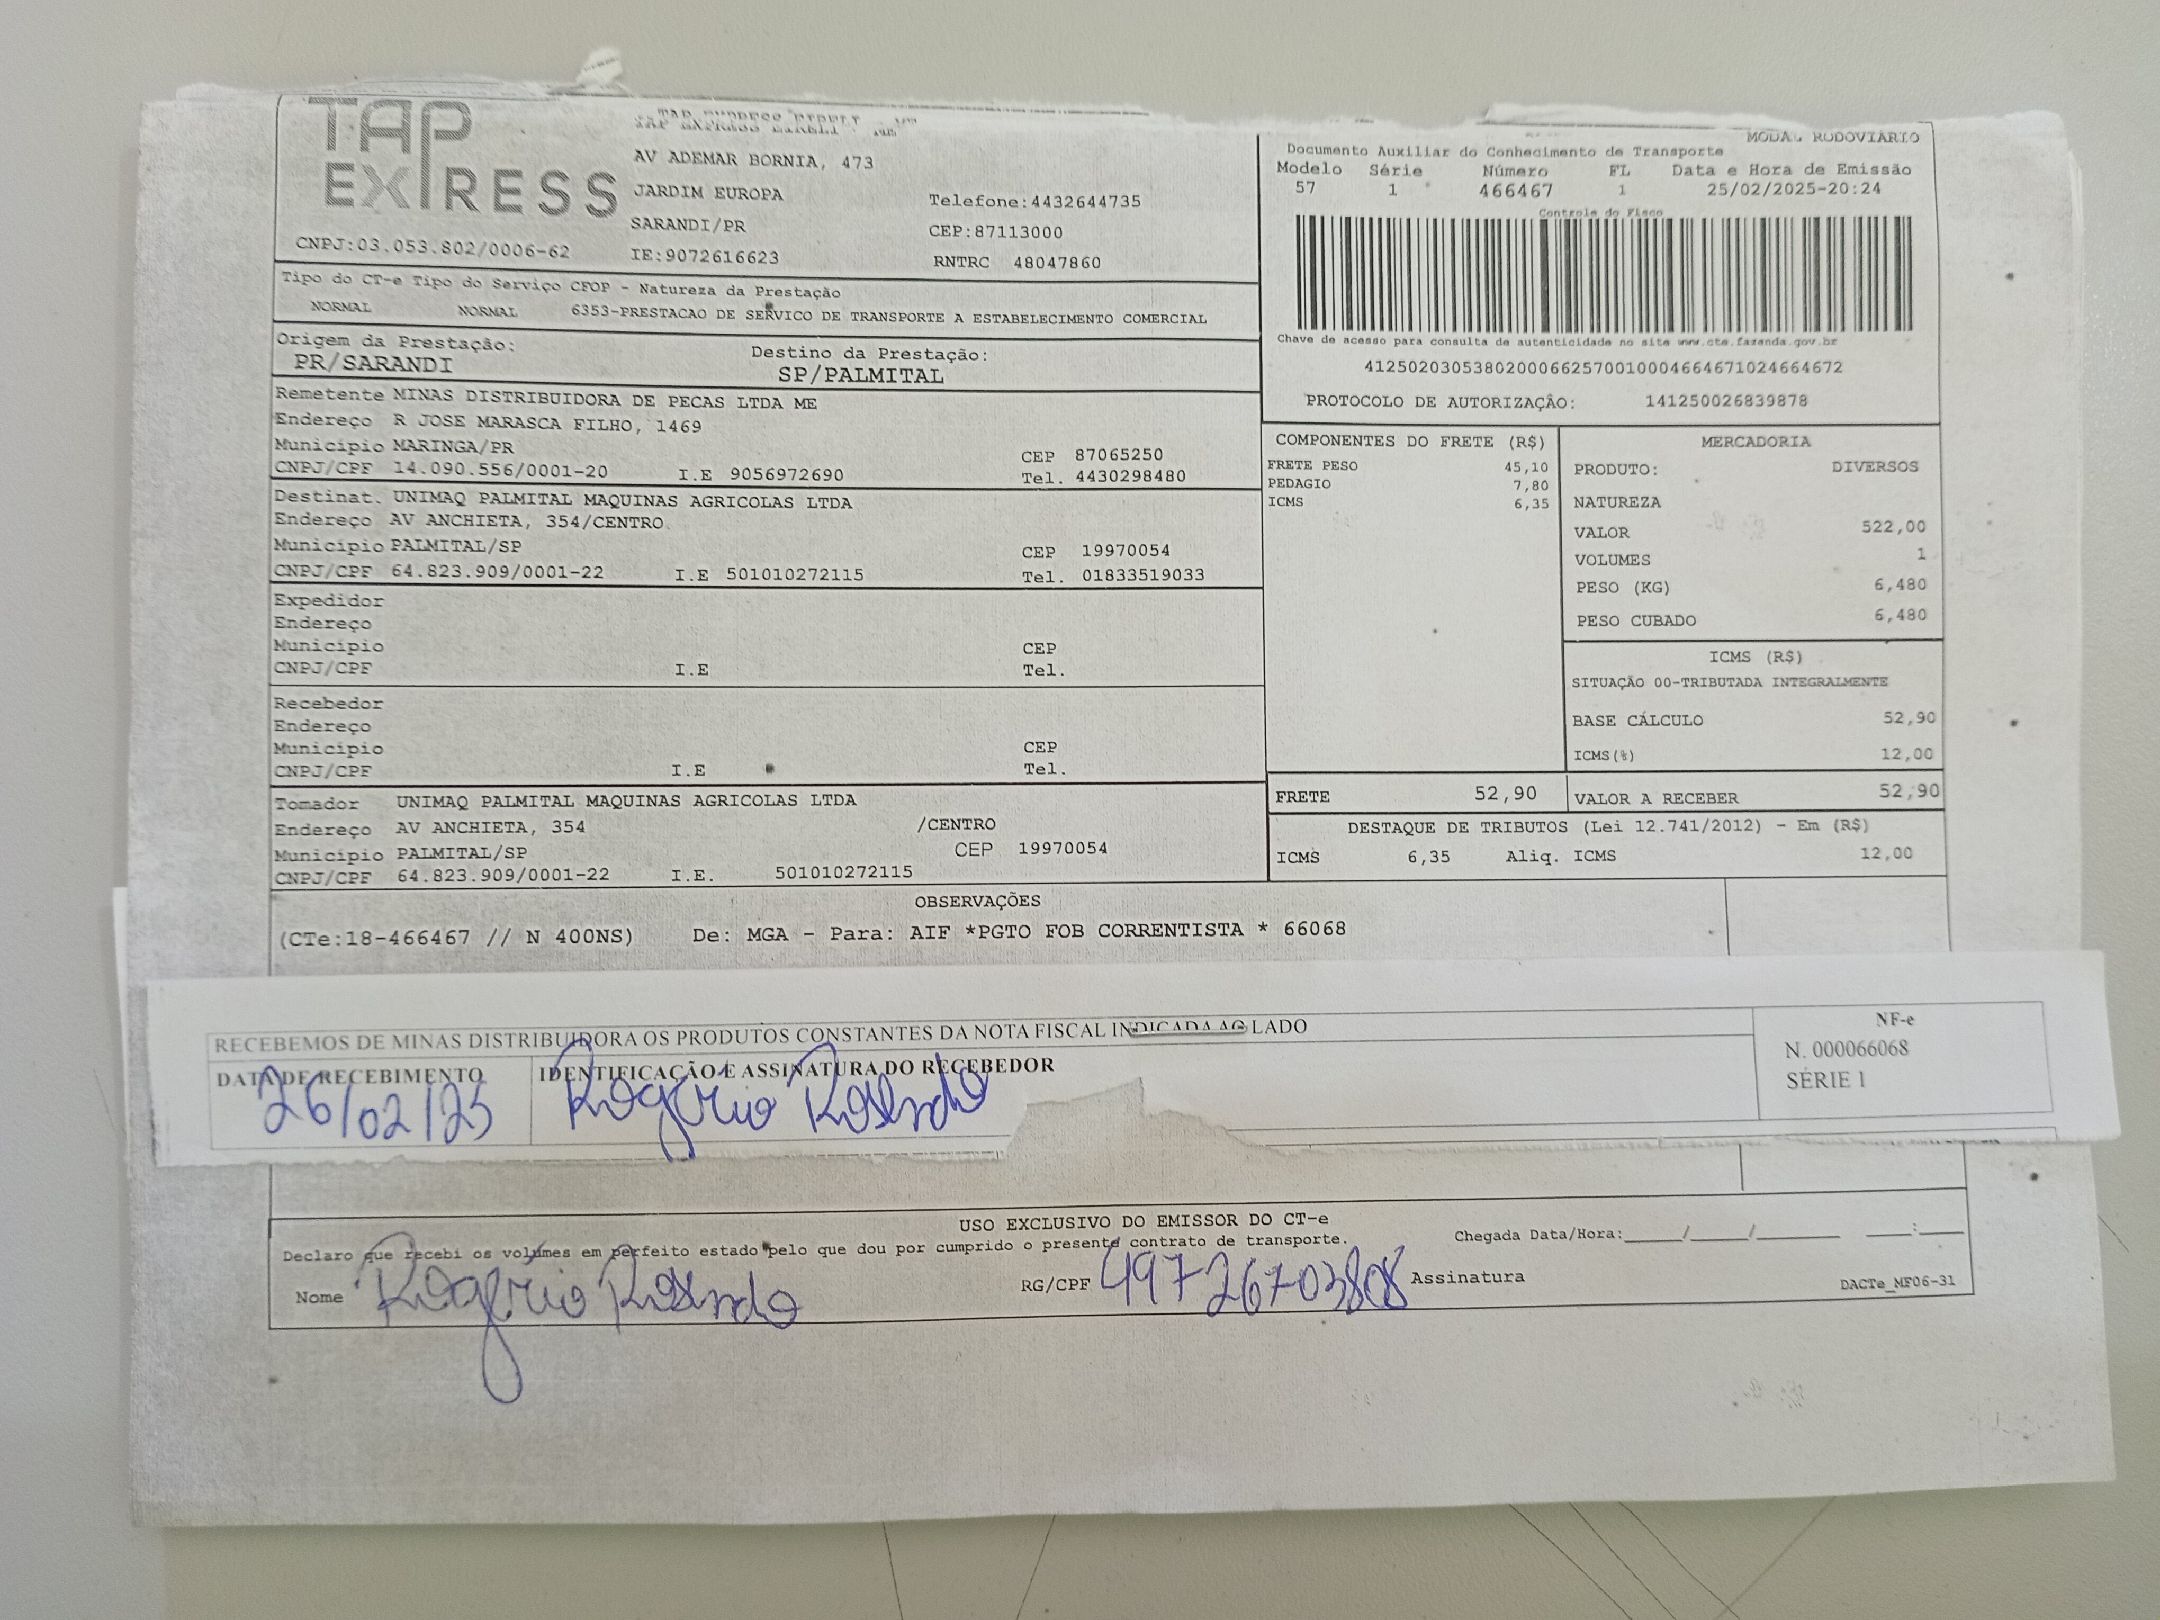 TAP EXPRESS
TAP EXPRESS EIRELI
AV ADEMAR BORNIA, 473
JARDIM EUROPA
Telefone:4432644735
SARANDI/PR
CEP:87113000
CNPJ:03.053.802/0006-62
IE:9072616623
RNTRC 48047860
MODAL RODOVIÁRIO
Documento Auxiliar do Conhecimento de Transporte
Modelo Série Número FL Data e Hora de Emissão
57 1 466467 1 25/02/2025-20:24
Controle do Fisco
Chave de acesso para consulta de autenticidade no site www.cte.fazenda.gov.br
41250203053802000662570010004664671024664672
PROTOCOLO DE AUTORIZAÇÃO: 141250026839878
Tipo do CT-e Tipo do Serviço CFOP - Natureza da Prestação
NORMAL NORMAL 6353-PRESTACAO DE SERVICO DE TRANSPORTE A ESTABELECIMENTO COMERCIAL
Origem da Prestação: Destino da Prestação:
PR/SARANDI SP/PALMITAL
Remetente MINAS DISTRIBUIDORA DE PECAS LTDA ME
Endereço R JOSE MARASCA FILHO, 1469
Município MARINGA/PR CEP 87065250
CNPJ/CPF 14.090.556/0001-20 I.E 9056972690 Tel. 4430298480
Destinat. UNIMAQ PALMITAL MAQUINAS AGRICOLAS LTDA
Endereço AV ANCHIETA, 354/CENTRO
Município PALMITAL/SP CEP 19970054
CNPJ/CPF 64.823.909/0001-22 I.E 501010272115 Tel. 01833519033
Expedidor
Endereço
Município CEP
CNPJ/CPF I.E Tel.
Recebedor
Endereço
Município CEP
CNPJ/CPF I.E Tel.
Tomador UNIMAQ PALMITAL MAQUINAS AGRICOLAS LTDA
Endereço AV ANCHIETA, 354 /CENTRO
Município PALMITAL/SP CEP 19970054
CNPJ/CPF 64.823.909/0001-22 I.E. 501010272115
COMPONENTES DO FRETE (R$)
FRETE PESO 45,10
PEDAGIO 7,80
ICMS 6,35
MERCADORIA
PRODUTO: DIVERSOS
NATUREZA
VALOR 522,00
VOLUMES 1
PESO (KG) 6,480
PESO CUBADO 6,480
ICMS (R$)
SITUAÇÃO 00-TRIBUTADA INTEGRALMENTE
BASE CÁLCULO 52,90
ICMS(%) 12,00
FRETE 52,90 VALOR A RECEBER 52,90
DESTAQUE DE TRIBUTOS (Lei 12.741/2012) - Em (R$)
ICMS 6,35 Aliq. ICMS 12,00
OBSERVAÇÕES
(CTe:18-466467 // N 400NS) De: MGA - Para: AIF *PGTO FOB CORRENTISTA * 66068
RECEBEMOS DE MINAS DISTRIBUIDORA OS PRODUTOS CONSTANTES DA NOTA FISCAL INDICADA AO LADO
DATA DE RECEBIMENTO IDENTIFICAÇÃO E ASSINATURA DO RECEBEDOR
26/02/25 Rogerio Rosendo
NF-e
N. 000066068
SÉRIE 1
USO EXCLUSIVO DO EMISSOR DO CT-e
Declaro que recebi os volumes em perfeito estado pelo que dou por cumprido o presente contrato de transporte.
Chegada Data/Hora:_____/_____/_______ ____:____
Nome Rogerio Rosendo RG/CPF 49726703808 Assinatura
DACTe_MF06-31